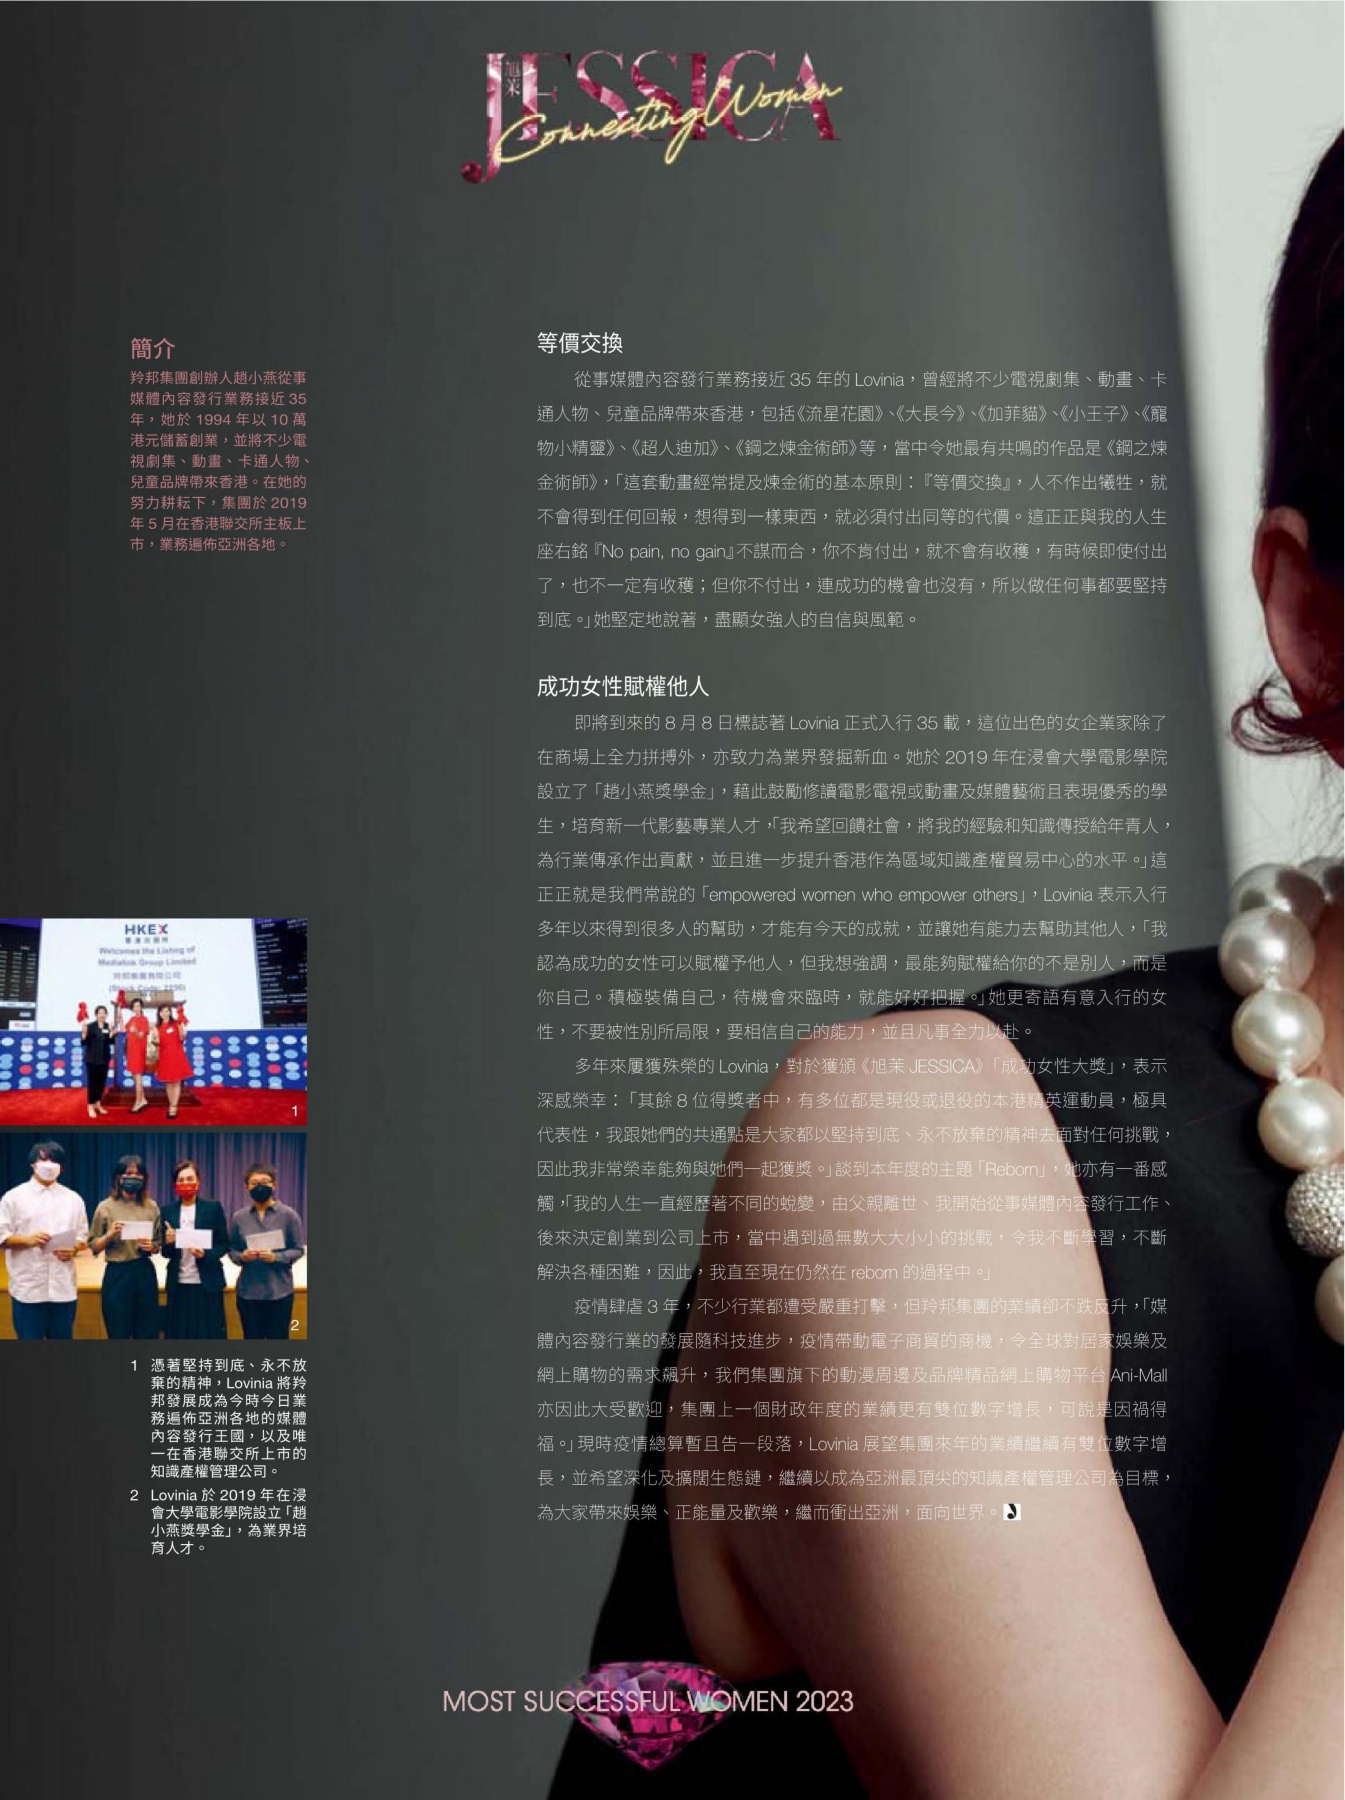 旭茉
JESSICA
Connecting Women
簡介
羚邦集團創辦人趙小燕從事
媒體內容發行業務接近 35
年，她於 1994 年以 10 萬
港元儲蓄創業，並將不少電
視劇集、動畫、卡通人物、
兒童品牌帶來香港。在她的
努力耕耘下，集團於 2019
年 5 月在香港聯交所主板上
市，業務遍佈亞洲各地。
等價交換
從事媒體內容發行業務接近 35 年的 Lovinia，曾經將不少電視劇集、動畫、卡
通人物、兒童品牌帶來香港，包括《流星花園》、《大長今》、《加菲貓》、《小王子》、《寵
物小精靈》、《超人迪加》、《鋼之煉金術師》等，當中令她最有共鳴的作品是《鋼之煉
金術師》，「這套動畫經常提及煉金術的基本原則：『等價交換』，人不作出犧牲，就
不會得到任何回報，想得到一樣東西，就必須付出同等的代價。這正正與我的人生
座右銘『No pain, no gain』不謀而合，你不肯付出，就不會有收穫，有時候即使付出
了，也不一定有收穫；但你不付出，連成功的機會也沒有，所以做任何事都要堅持
到底。」她堅定地說著，盡顯女強人的自信與風範。
成功女性賦權他人
即將到來的 8 月 8 日標誌著 Lovinia 正式入行 35 載，這位出色的女企業家除了
在商場上全力拼搏外，亦致力為業界發掘新血。她於 2019 年在浸會大學電影學院
設立了「趙小燕獎學金」，藉此鼓勵修讀電影電視或動畫及媒體藝術且表現優秀的學
生，培育新一代影藝專業人才，「我希望回饋社會，將我的經驗和知識傳授給年青人，
為行業傳承作出貢獻，並且進一步提升香港作為區域知識產權貿易中心的水平。」這
正正就是我們常說的「empowered women who empower others」，Lovinia 表示入行
多年以來得到很多人的幫助，才能有今天的成就，並讓她有能力去幫助其他人，「我
認為成功的女性可以賦權予他人，但我想強調，最能夠賦權給你的不是別人，而是
你自己。積極裝備自己，待機會來臨時，就能好好把握。」她更寄語有意入行的女
性，不要被性別所局限，要相信自己的能力，並且凡事全力以赴。
多年來屢獲殊榮的 Lovinia，對於獲頒《旭茉 JESSICA》「成功女性大獎」，表示
深感榮幸：「其餘 8 位得獎者中，有多位都是現役或退役的本港精英運動員，極具
代表性，我跟她們的共通點是大家都以堅持到底、永不放棄的精神去面對任何挑戰，
因此我非常榮幸能夠與她們一起獲獎。」談到本年度的主題「Reborn」，她亦有一番感
觸，「我的人生一直經歷著不同的蛻變，由父親離世、我開始從事媒體內容發行工作、
後來決定創業到公司上市，當中遇到過無數大大小小的挑戰，令我不斷學習，不斷
解決各種困難，因此，我直至現在仍然在 reborn 的過程中。」
疫情肆虐 3 年，不少行業都遭受嚴重打擊，但羚邦集團的業績卻不跌反升，「媒
體內容發行業的發展隨科技進步，疫情帶動電子商貿的商機，令全球對居家娛樂及
網上購物的需求飆升，我們集團旗下的動漫周邊及品牌精品網上購物平台 Ani-Mall
亦因此大受歡迎，集團上一個財政年度的業績更有雙位數字增長，可說是因禍得
福。」現時疫情總算暫且告一段落，Lovinia 展望集團來年的業績繼續有雙位數字增
長，並希望深化及擴闊生態鏈，繼續以成為亞洲最頂尖的知識產權管理公司為目標，
為大家帶來娛樂、正能量及歡樂，繼而衝出亞洲，面向世界。
HKEX
香港交易所
Welcomes the Listing of
Medialink Group Limited
羚邦集團有限公司
(Stock Code: 2230)
1
2
1 憑著堅持到底、永不放
棄的精神，Lovinia 將羚
邦發展成為今時今日業
務遍佈亞洲各地的媒體
內容發行王國，以及唯
一在香港聯交所上市的
知識產權管理公司。
2 Lovinia 於 2019 年在浸
會大學電影學院設立「趙
小燕獎學金」，為業界培
育人才。
MOST SUCCESSFUL WOMEN 2023